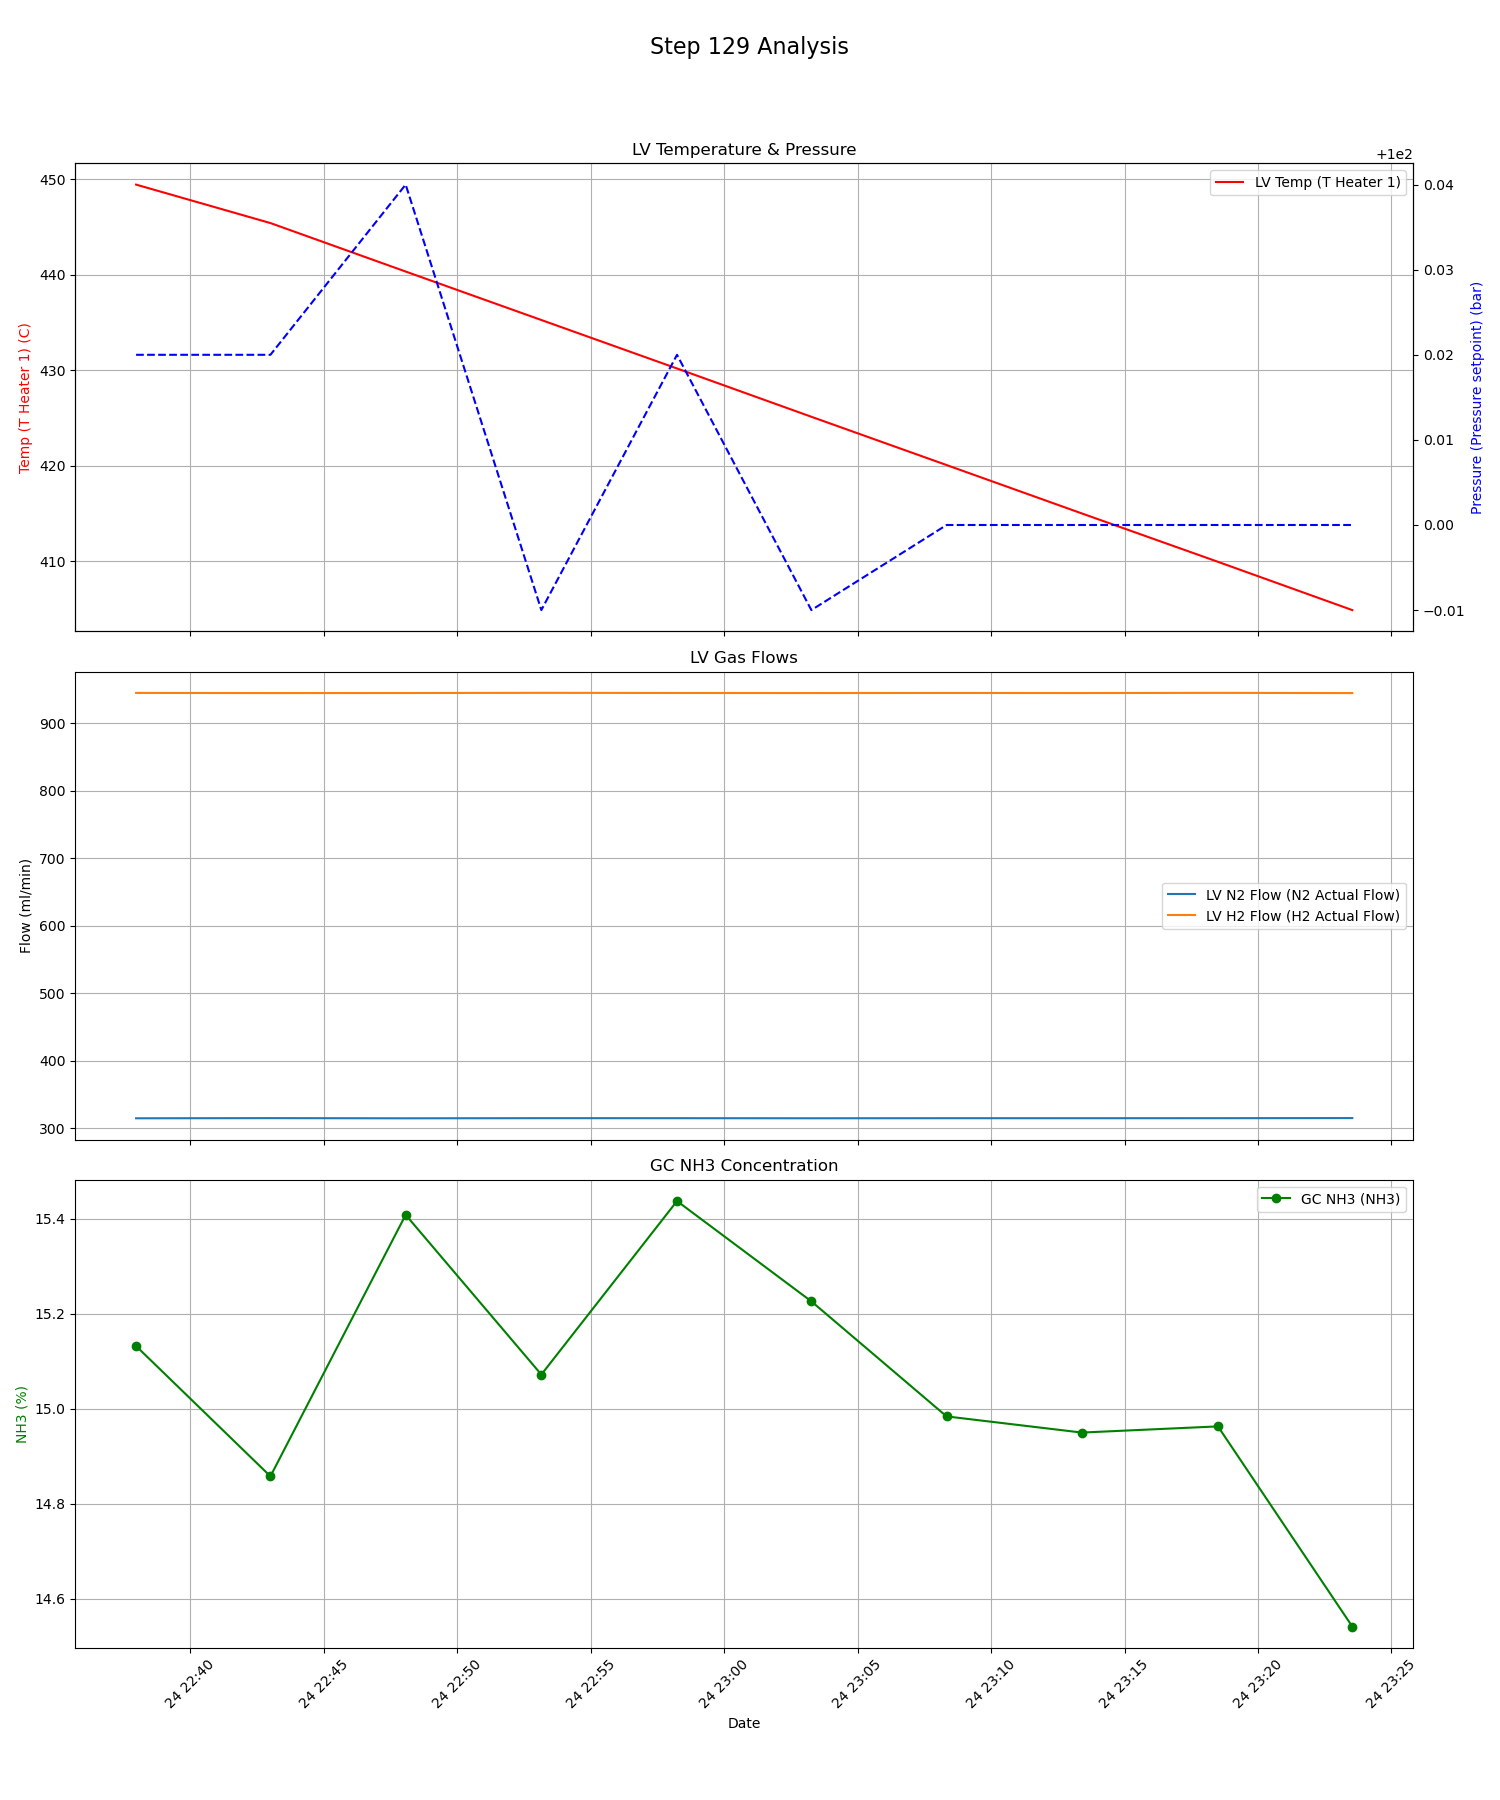 Step 129 Analysis
LV Temperature & Pressure
+1e2
LV Temp (T Heater 1)
450
440
430
420
410
Temp (T Heater 1) (C)
0.04
0.03
0.02
0.01
0.00
−0.01
Pressure (Pressure setpoint) (bar)
LV Gas Flows
900
800
700
600
500
400
300
Flow (ml/min)
LV N2 Flow (N2 Actual Flow)
LV H2 Flow (H2 Actual Flow)
GC NH3 Concentration
GC NH3 (NH3)
15.4
15.2
15.0
14.8
14.6
NH3 (%)
24 22:40
24 22:45
24 22:50
24 22:55
24 23:00
24 23:05
24 23:10
24 23:15
24 23:20
24 23:25
Date